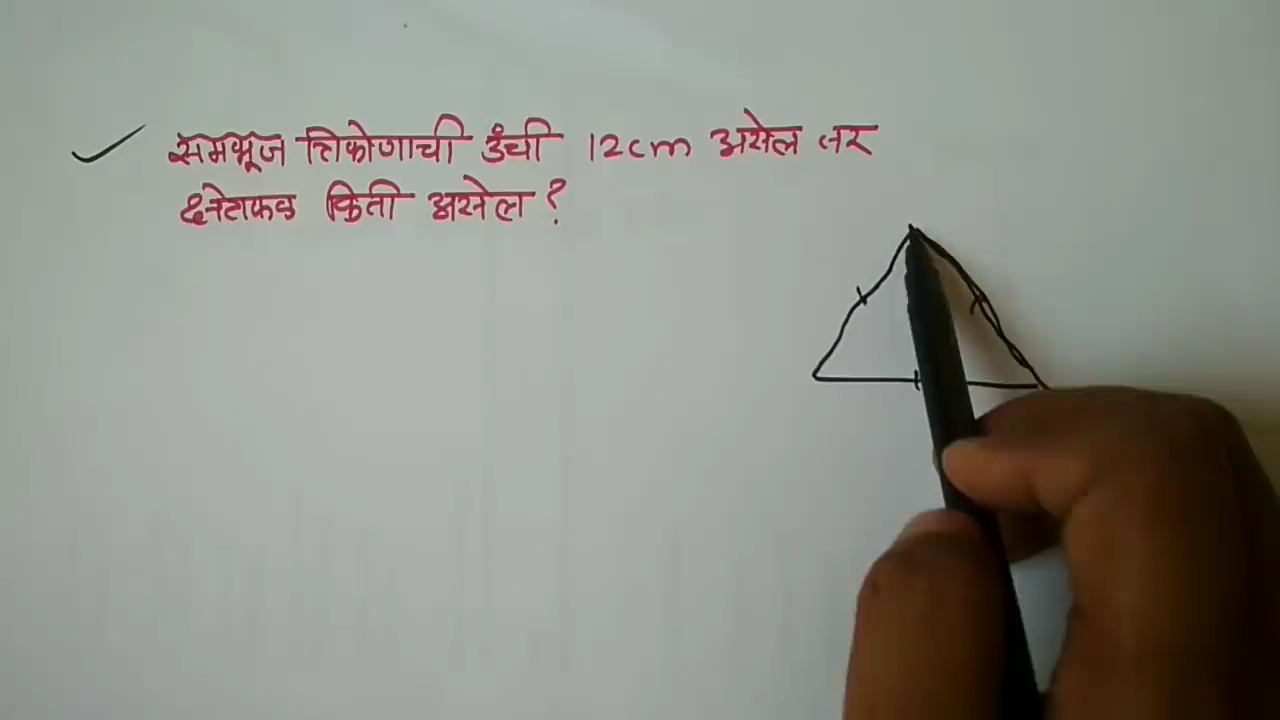 समभूज त्रिकोणाची उंची 12cm असेल तर
क्षेत्रफळ किती असेल ?